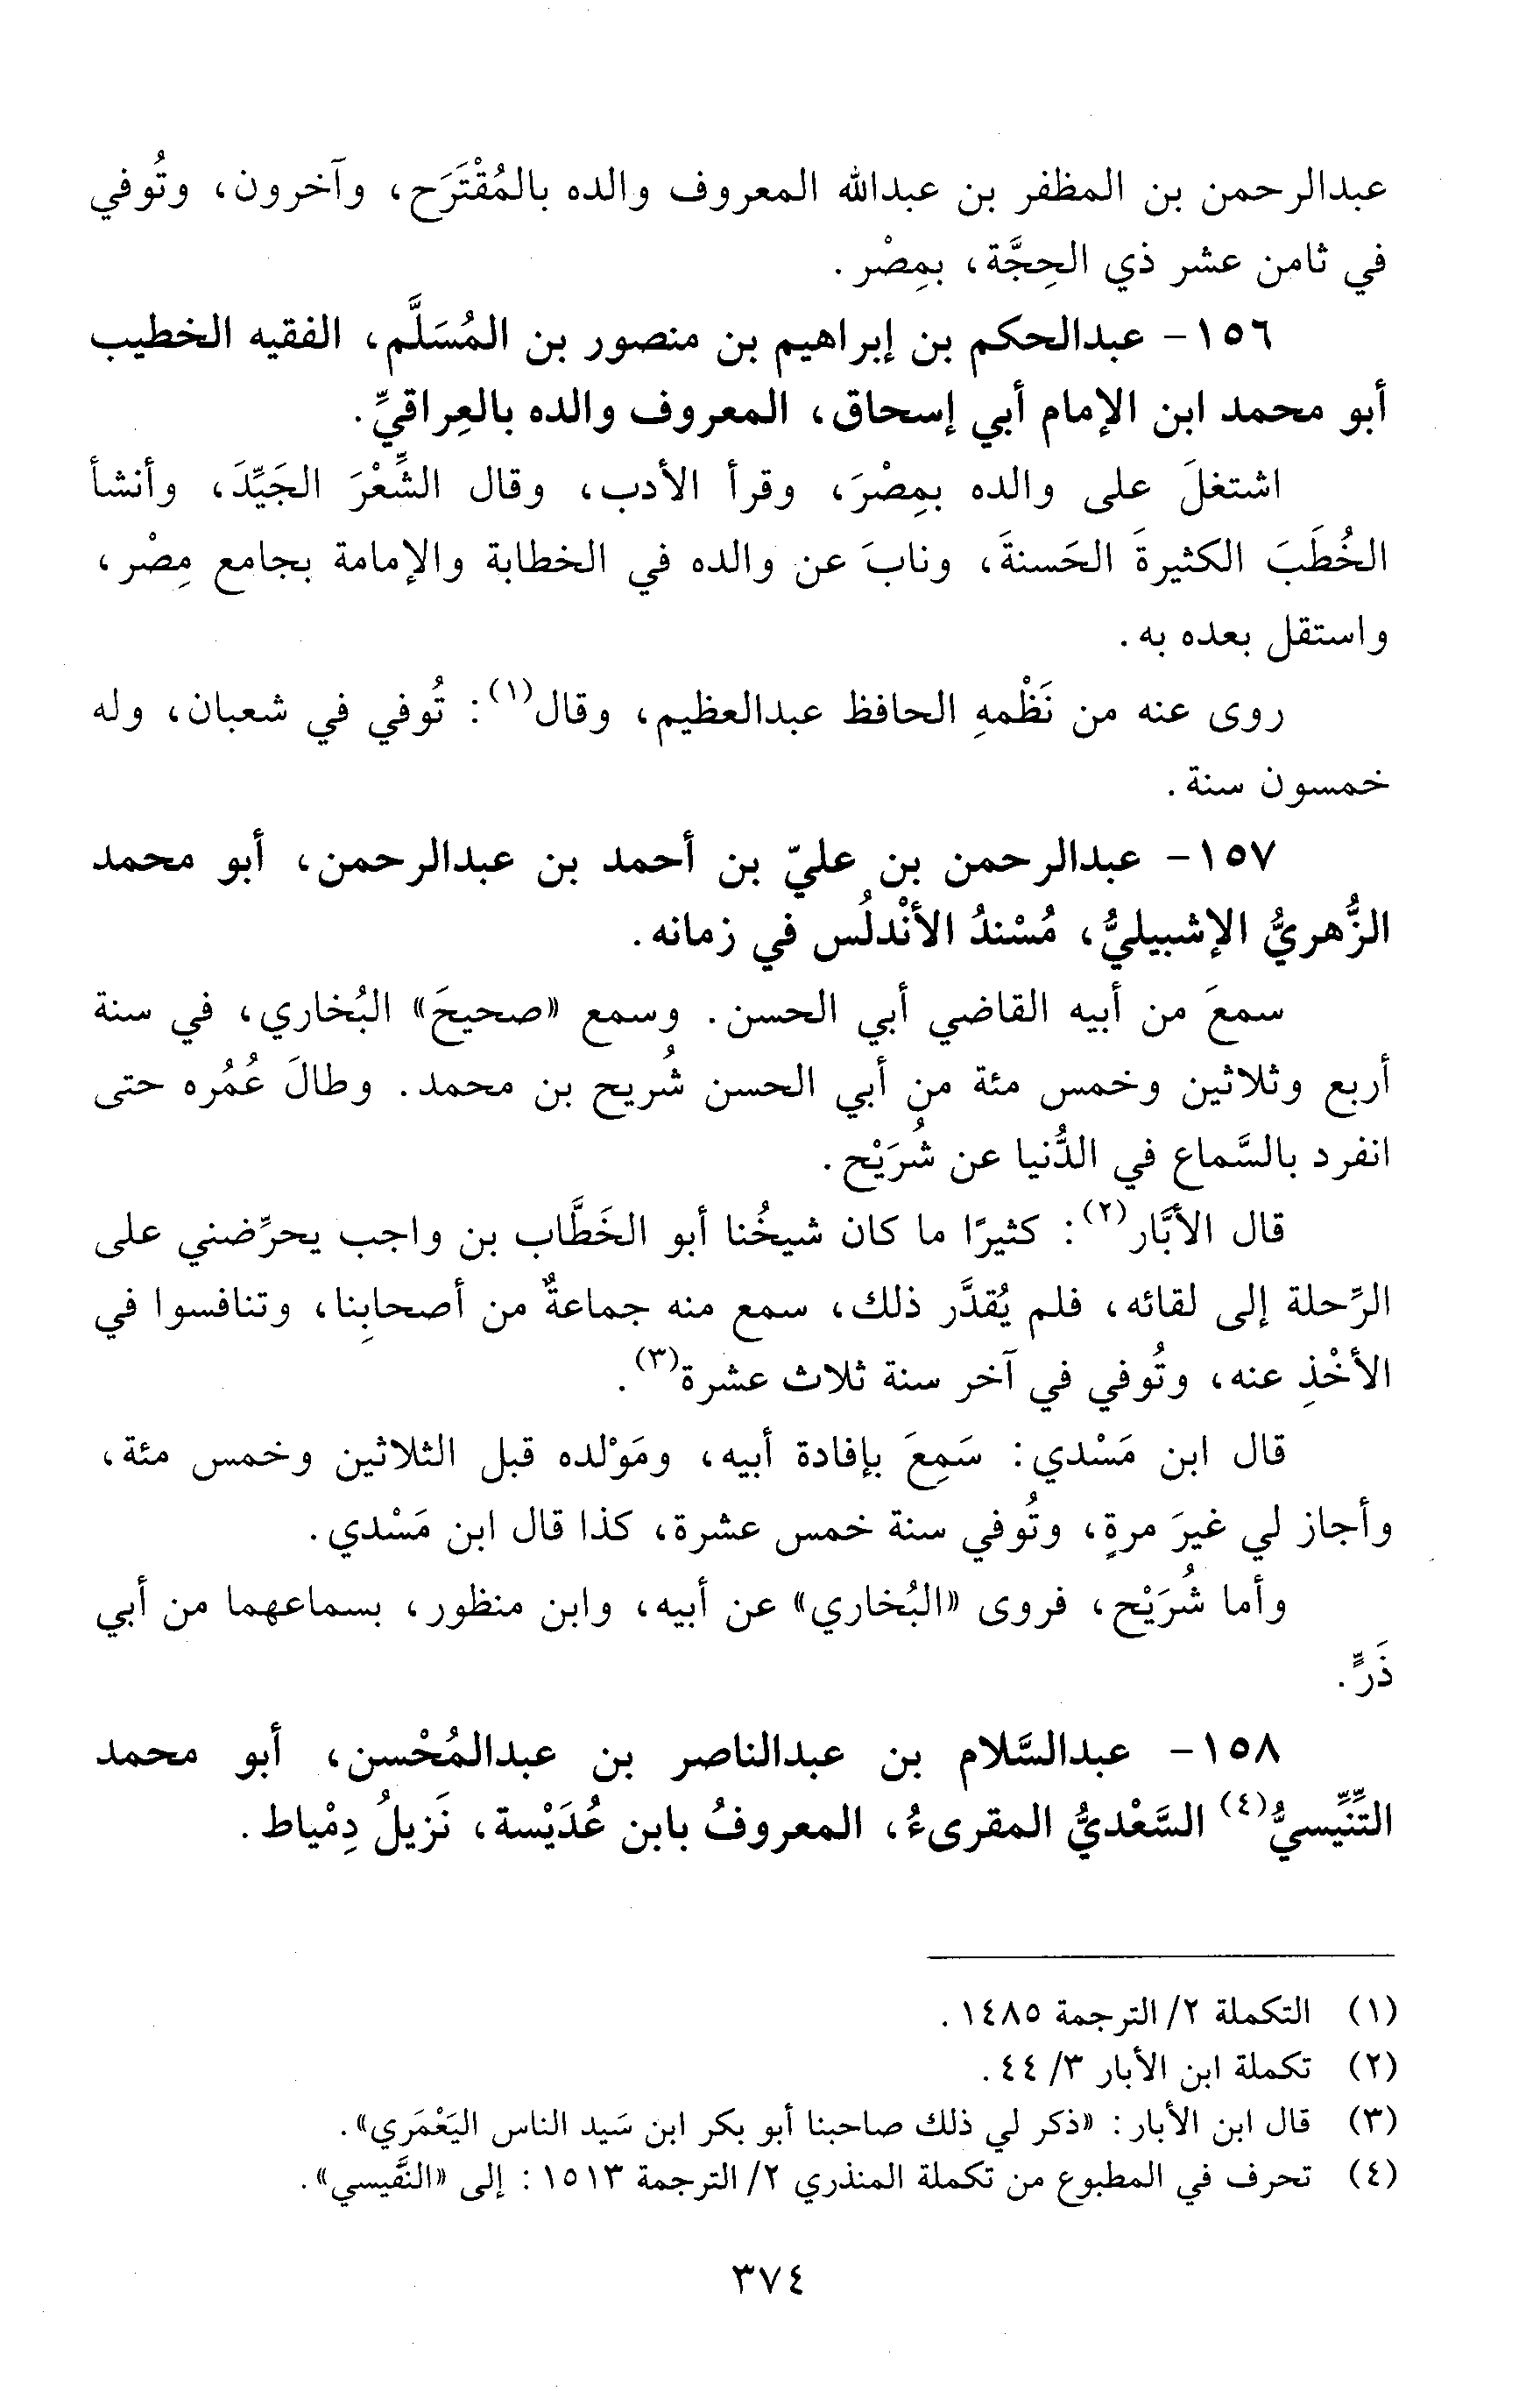 عبدالرحمن بن المظفر بن عبدالله المعروف والده بالمُقْتَرَح، وآخرون، وتُوفي
في ثامن عشر ذي الحِجَّة، بمِصْر.
١٥٦- عبدالحكم بن إبراهيم بن منصور بن المُسَلَّم، الفقيه الخطيب
أبو محمد ابن الإمام أبي إسحاق، المعروف والده بالعِراقيِّ.
اشتغلَ على والده بمِصْرَ، وقرأ الأدب، وقال الشِّعْرَ الجَيِّدَ، وأنشأ
الخُطَبَ الكثيرةَ الحَسنةَ، ونابَ عن والده في الخطابة والإمامة بجامع مِصْر،
واستقل بعده به.
روى عنه من نَظْمهِ الحافظ عبدالعظيم، وقال(١): تُوفي في شعبان، وله
خمسون سنة.
١٥٧- عبدالرحمن بن عليّ بن أحمد بن عبدالرحمن، أبو محمد
الزُّهريُّ الإشبيليُّ، مُسْندُ الأنْدلُس في زمانه.
سمعَ من أبيه القاضي أبي الحسن. وسمع «صحيحَ» البُخاري، في سنة
أربع وثلاثين وخمس مئة من أبي الحسن شُريح بن محمد. وطالَ عُمُره حتى
انفرد بالسَّماع في الدُّنيا عن شُرَيْح.
قال الأبَّار(٢): كثيرًا ما كان شيخُنا أبو الخَطَّاب بن واجب يحرِّضني على
الرِّحلة إلى لقائه، فلم يُقدَّر ذلك، سمع منه جماعةٌ من أصحابِنا، وتنافسوا في
الأخْذِ عنه، وتُوفي في آخر سنة ثلاث عشرة(٣).
قال ابن مَسْدي: سَمِعَ بإفادة أبيه، ومَوْلده قبل الثلاثين وخمس مئة،
وأجاز لي غيرَ مرةٍ، وتُوفي سنة خمس عشرة، كذا قال ابن مَسْدي.
وأما شُرَيْح، فروى «البُخاري» عن أبيه، وابن منظور، بسماعهما من أبي
ذَرٍّ.
١٥٨- عبدالسَّلام بن عبدالناصر بن عبدالمُحْسن، أبو محمد
التِّنِّيسيُّ(٤) السَّعْديُّ المقرىءُ، المعروفُ بابن عُدَيْسة، نَزيلُ دِمْياط.
(١) التكملة ٢/ الترجمة ١٤٨٥.
(٢) تكملة ابن الأبار ٣/ ٤٤.
(٣) قال ابن الأبار: «ذكر لي ذلك صاحبنا أبو بكر ابن سَيد الناس اليَعْمَري».
(٤) تحرف في المطبوع من تكملة المنذري ٢/ الترجمة ١٥١٣: إلى «النَّفيسي».
٣٧٤